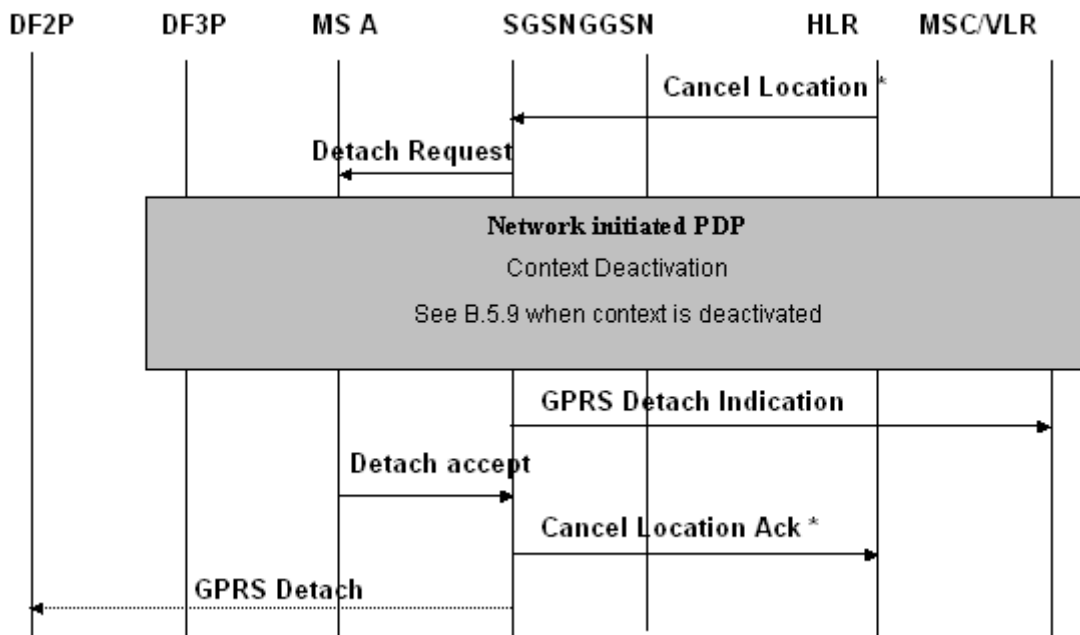 DF2P DF3P MS A SGSNGGSN HLR MSC/VLR
Cancel Location *
Detach Request
Network initiated PDP
Context Deactivation
See B.5.9 when context is deactivated
GPRS Detach Indication
Detach accept
Cancel Location Ack *
GPRS Detach